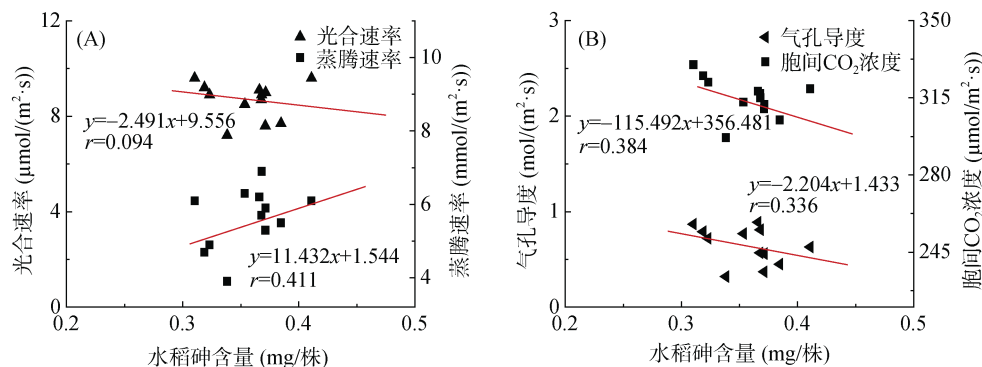 (A)
▲ 光合速率
■ 蒸腾速率
12
8
4
0
光合速率 (μmol/(m²·s))
10
8
6
4
蒸腾速率 (mmol/(m²·s))
y=−2.491x+9.556
r=0.094
y=11.432x+1.544
r=0.411
0.2 0.3 0.4 0.5
水稻砷含量 (mg/株)
(B)
◀ 气孔导度
■ 胞间CO₂浓度
3
2
1
0
气孔导度 (mol/(m²·s))
350
315
280
245
胞间CO₂浓度 (μmol/(m²·s))
y=−115.492x+356.481
r=0.384
y=−2.204x+1.433
r=0.336
0.2 0.3 0.4 0.5
水稻砷含量 (mg/株)